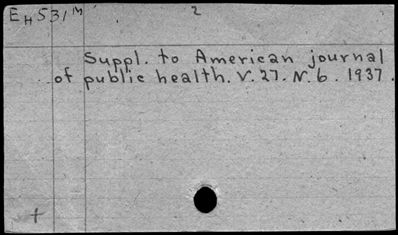 EH531M 2
Suppl. to American journal
of public health. V. 27. N. 6. 1937.
+